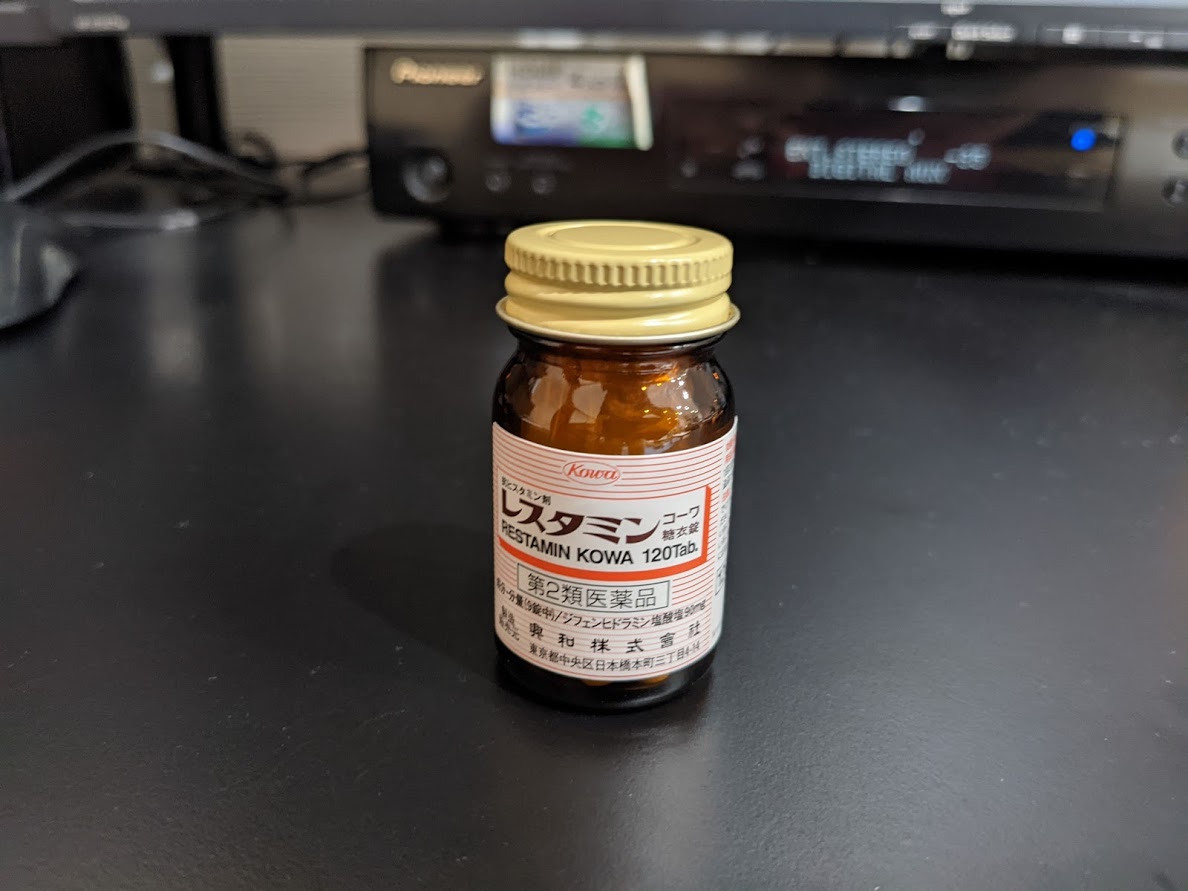 Pioneer
Kowa
抗ヒスタミン剤
レスタミンコーワ
糖衣錠
RESTAMIN KOWA 120Tab.
第2類医薬品
成分・分量(9錠中)/ジフェンヒドラミン塩酸塩90mg
製造
発売元
興和株式會社
東京都中央区日本橋本町三丁目4-14